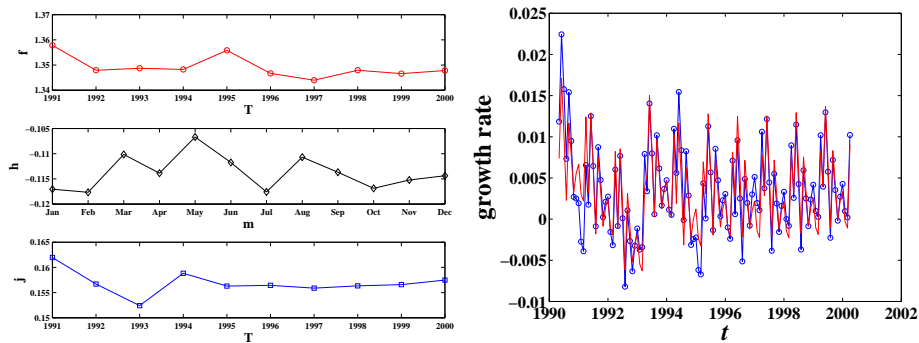 1.37
1.36
1.35
1.34
f
1991 1992 1993 1994 1995 1996 1997 1998 1999 2000
T
−0.105
−0.11
−0.115
−0.12
h
Jan Feb Mar Apr May Jun Jul Aug Sep Oct Nov Dec
m
0.165
0.16
0.155
0.15
j
1991 1992 1993 1994 1995 1996 1997 1998 1999 2000
T
0.025
0.02
0.015
0.01
0.005
0
−0.005
−0.01
growth rate
1990 1992 1994 1996 1998 2000 2002
t